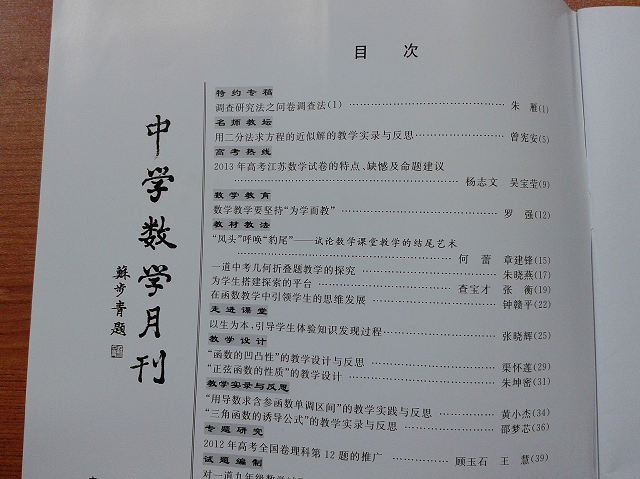 目 次
中学数学月刊
苏步青题
特约专稿
调查研究法之问卷调查法(1) ………… 朱 雁(1)
名师教坛
用二分法求方程的近似解的教学实录与反思 ………… 曾宪安(5)
高考热线
2013年高考江苏数学试卷的特点、缺憾及命题建议
………… 杨志文 吴宝莹(9)
数学教育
数学教学要坚持“为学而教” ………… 罗 强(12)
教材教法
“凤头”呼唤“豹尾”——试论数学课堂教学的结尾艺术
………… 何 蕾 章建锋(15)
一道中考几何折叠题教学的探究 ………… 朱晓燕(17)
为学生搭建探索的平台 ………… 查宝才 张 衡(19)
在函数教学中引领学生的思维发展 ………… 钟赣平(22)
走进课堂
以生为本,引导学生体验知识发现过程 ………… 张晓辉(25)
教学设计
“函数的凹凸性”的教学设计与反思 ………… 渠怀莲(29)
“正弦函数的性质”的教学设计 ………… 朱坤密(31)
教学实录与反思
“用导数求含参函数单调区间”的教学实践与反思 ………… 黄小杰(34)
“三角函数的诱导公式”的教学实录与反思 ………… 邵梦芯(36)
专题研究
2012年高考全国卷理科第12题的推广 ………… 顾玉石 王 慧(39)
试题编制
对一道九年级数学